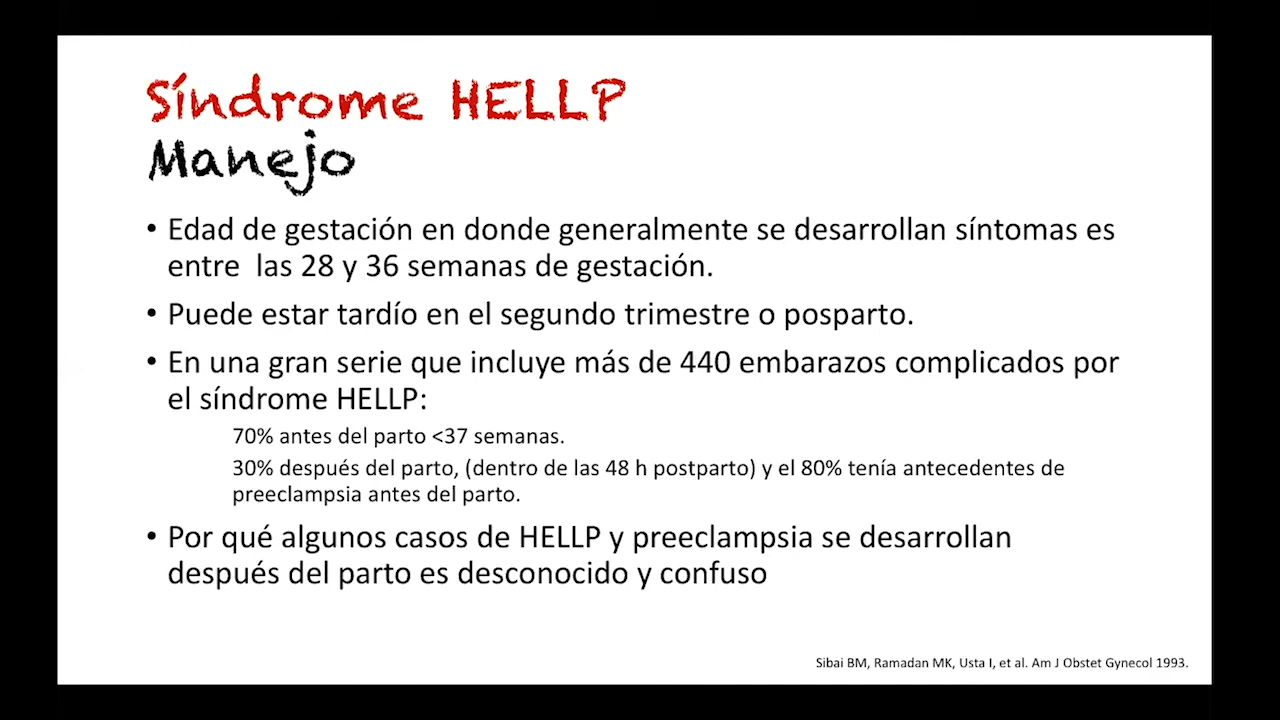 Síndrome HELLP
Manejo
• Edad de gestación en donde generalmente se desarrollan síntomas es
entre las 28 y 36 semanas de gestación.
• Puede estar tardío en el segundo trimestre o posparto.
• En una gran serie que incluye más de 440 embarazos complicados por
el síndrome HELLP:
70% antes del parto <37 semanas.
30% después del parto, (dentro de las 48 h postparto) y el 80% tenía antecedentes de
preeclampsia antes del parto.
• Por qué algunos casos de HELLP y preeclampsia se desarrollan
después del parto es desconocido y confuso
Sibai BM, Ramadan MK, Usta I, et al. Am J Obstet Gynecol 1993.